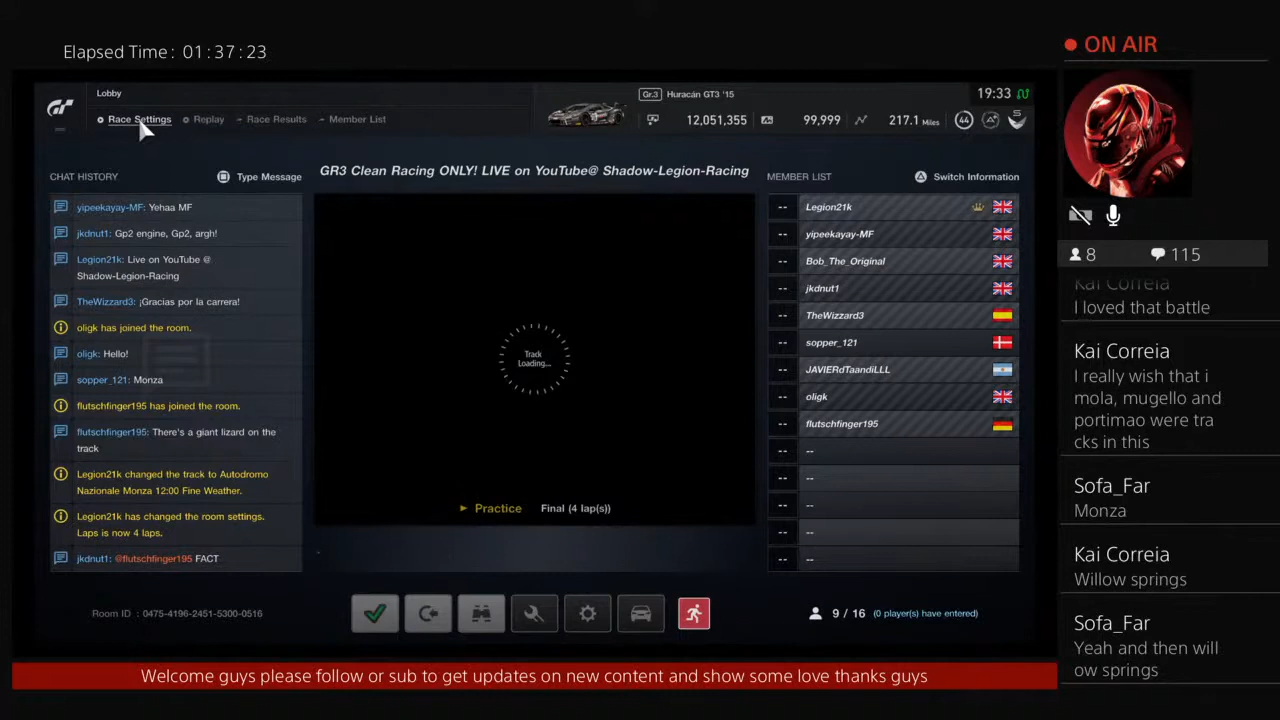 Elapsed Time: 01:37:23
ON AIR
Lobby
Race Settings
Replay
Race Results
Member List
Gr.3 Huracán GT3 '15
12,051,355
99,999
217.1 Miles
44
19:33
S
8
115
CHAT HISTORY
Type Message
GR3 Clean Racing ONLY! LIVE on YouTube@ Shadow-Legion-Racing
MEMBER LIST
Switch Information
yipeekayay-MF: Yehaa MF
jkdnut1: Gp2 engine, Gp2, argh!
Legion21k: Live on YouTube @
Shadow-Legion-Racing
TheWizzard3: ¡Gracias por la carrera!
oligk has joined the room.
oligk: Hello!
sopper_121: Monza
flutschfinger195 has joined the room.
flutschfinger195: There's a giant lizard on the
track
Legion21k changed the track to Autodromo
Nazionale Monza 12:00 Fine Weather.
Legion21k has changed the room settings.
Laps is now 4 laps.
jkdnut1: @flutschfinger195 FACT
Track
Loading...
Practice
Final (4 lap(s))
-- Legion21k
-- yipeekayay-MF
-- Bob_The_Original
-- jkdnut1
-- TheWizzard3
-- sopper_121
-- JAVIERdTaandiLLL
-- oligk
-- flutschfinger195
-- --
-- --
-- --
-- --
-- --
Room ID : 0475-4196-2451-5300-0516
9 / 16 (0 player(s) have entered)
Kai Correia
I loved that battle
Kai Correia
I really wish that i
mola, mugello and
portimao were tra
cks in this
Sofa_Far
Monza
Kai Correia
Willow springs
Sofa_Far
Yeah and then will
ow springs
Welcome guys please follow or sub to get updates on new content and show some love thanks guys